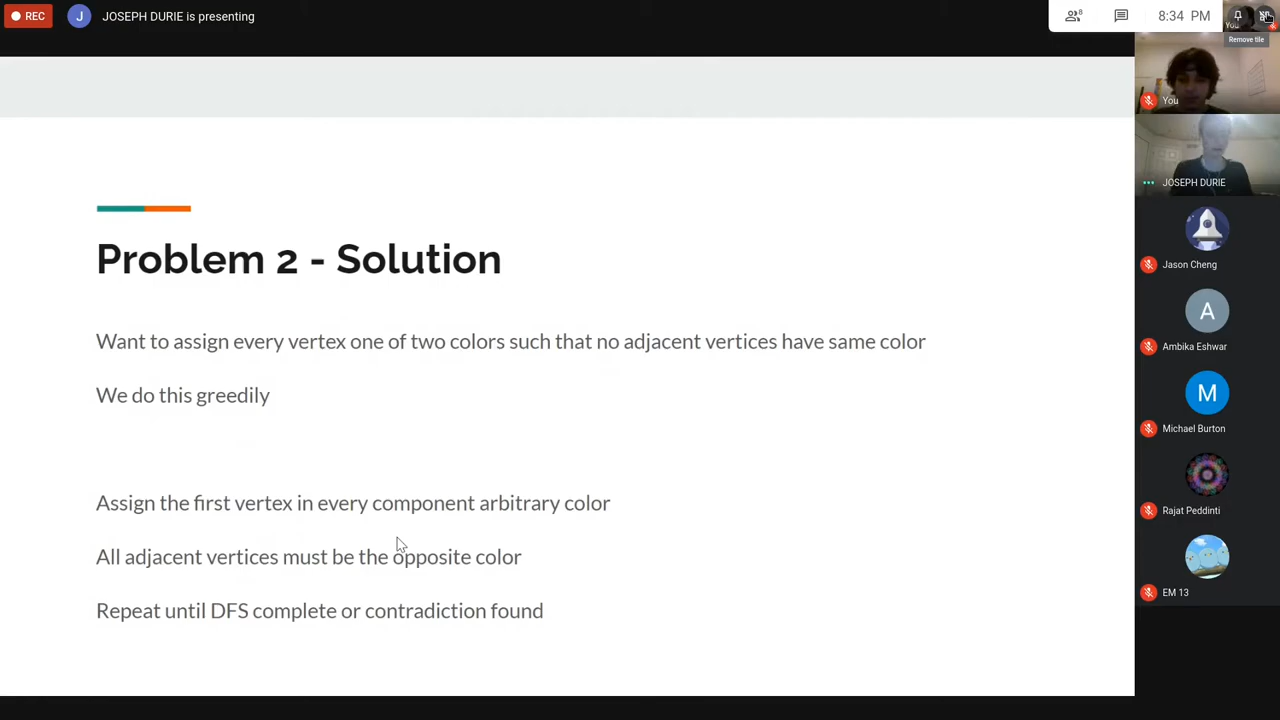 REC
J
JOSEPH DURIE is presenting
8
8:34 PM
You
Remove tile
You
JOSEPH DURIE
Jason Cheng
A
Ambika Eshwar
M
Michael Burton
Rajat Peddinti
EM 13
Problem 2 - Solution
Want to assign every vertex one of two colors such that no adjacent vertices have same color
We do this greedily
Assign the first vertex in every component arbitrary color
All adjacent vertices must be the opposite color
Repeat until DFS complete or contradiction found